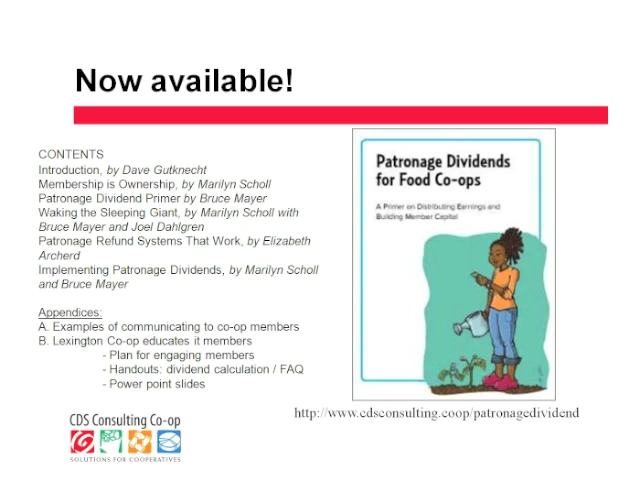 Now available!
CONTENTS
Introduction, by Dave Gutknecht
Membership is Ownership, by Marilyn Scholl
Patronage Dividend Primer by Bruce Mayer
Waking the Sleeping Giant, by Marilyn Scholl with
Bruce Mayer and Joel Dahlgren
Patronage Refund Systems That Work, by Elizabeth
Archerd
Implementing Patronage Dividends, by Marilyn Scholl
and Bruce Mayer
Appendices:
A. Examples of communicating to co-op members
B. Lexington Co-op educates it members
- Plan for engaging members
- Handouts: dividend calculation / FAQ
- Power point slides
Patronage Dividends
for Food Co-ops
A Primer on Distributing Earnings and
Building Member Capital
http://www.cdsconsulting.coop/patronagedividend
CDS Consulting Co-op
SOLUTIONS FOR COOPERATIVES